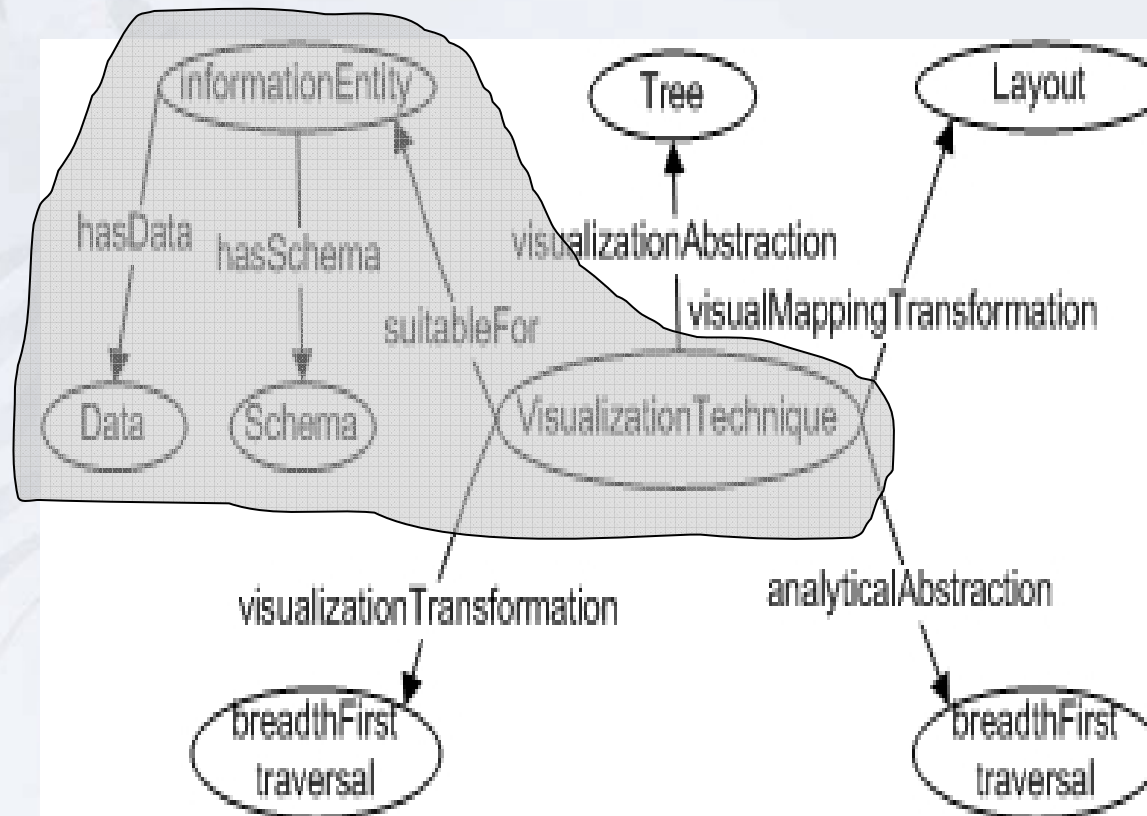 InformationEntity
Tree
Layout
hasData
hasSchema
visualizationAbstraction
suitableFor
visualMappingTransformation
Data
Schema
VisualizationTechnique
visualizationTransformation
analyticalAbstraction
breadthFirst
traversal
breadthFirst
traversal